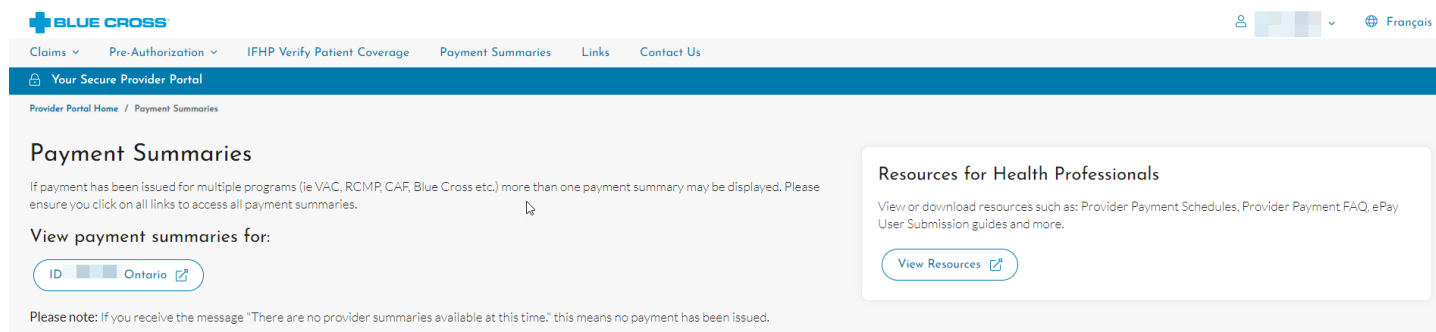 BLUE CROSS
Français
Claims Pre-Authorization IFHP Verify Patient Coverage Payment Summaries Links Contact Us
Your Secure Provider Portal
Provider Portal Home / Payment Summaries
Payment Summaries
If payment has been issued for multiple programs (ie VAC, RCMP, CAF, Blue Cross etc.) more than one payment summary may be displayed. Please
ensure you click on all links to access all payment summaries.
View payment summaries for:
ID Ontario
Please note: If you receive the message "There are no provider summaries available at this time." this means no payment has been issued.
Resources for Health Professionals
View or download resources such as: Provider Payment Schedules, Provider Payment FAQ, ePay
User Submission guides and more.
View Resources